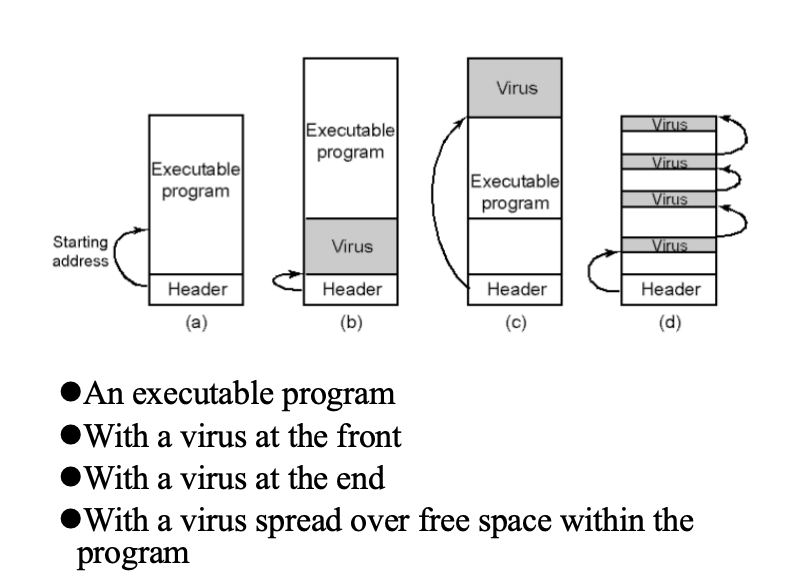 Executable
program
Starting
address
Header
(a)
Executable
program
Virus
Header
(b)
Virus
Executable
program
Header
(c)
Virus
Virus
Virus
Virus
Header
(d)
●An executable program
●With a virus at the front
●With a virus at the end
●With a virus spread over free space within the
program